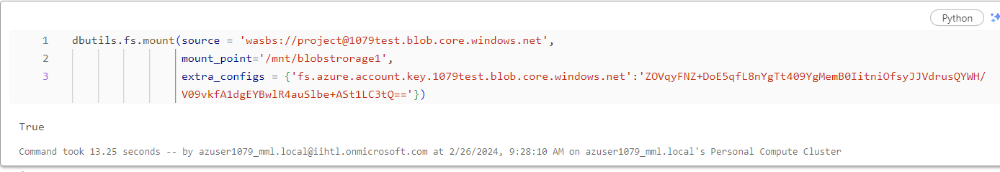 Python
1 dbutils.fs.mount(source = 'wasbs://project@1079test.blob.core.windows.net',
2 mount_point='/mnt/blobstrorage1',
3 extra_configs = {'fs.azure.account.key.1079test.blob.core.windows.net':'ZOVqyFNZ+DoE5qfL8nYgTt409YgMemB0IitniOfsyJJVdrusQYWH/
V09vkfA1dgEYBwlR4auSlbe+ASt1LC3tQ=='})
True
Command took 13.25 seconds -- by azuser1079_mml.local@iihtl.onmicrosoft.com at 2/26/2024, 9:28:10 AM on azuser1079_mml.local's Personal Compute Cluster